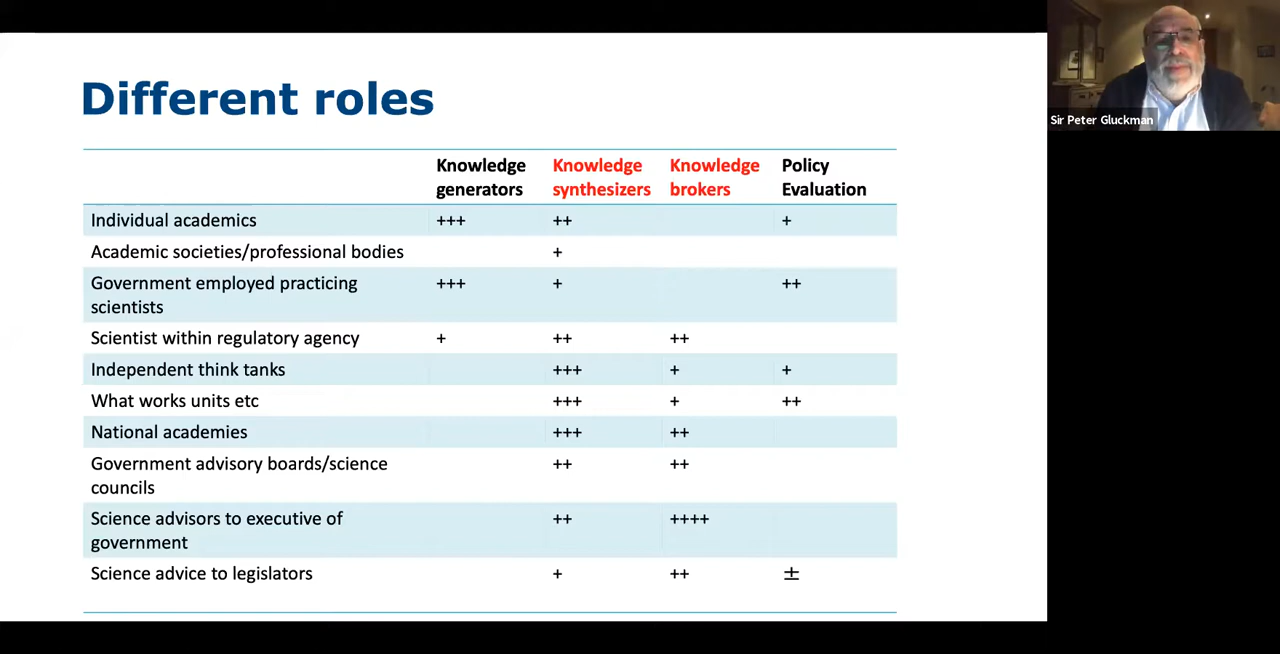 Different roles
Sir Peter Gluckman
Knowledge generators Knowledge synthesizers Knowledge brokers Policy Evaluation
Individual academics +++ ++ +
Academic societies/professional bodies +
Government employed practicing scientists +++ + ++
Scientist within regulatory agency + ++ ++
Independent think tanks +++ + +
What works units etc +++ + ++
National academies +++ ++
Government advisory boards/science councils ++ ++
Science advisors to executive of government ++ ++++
Science advice to legislators + ++ ±